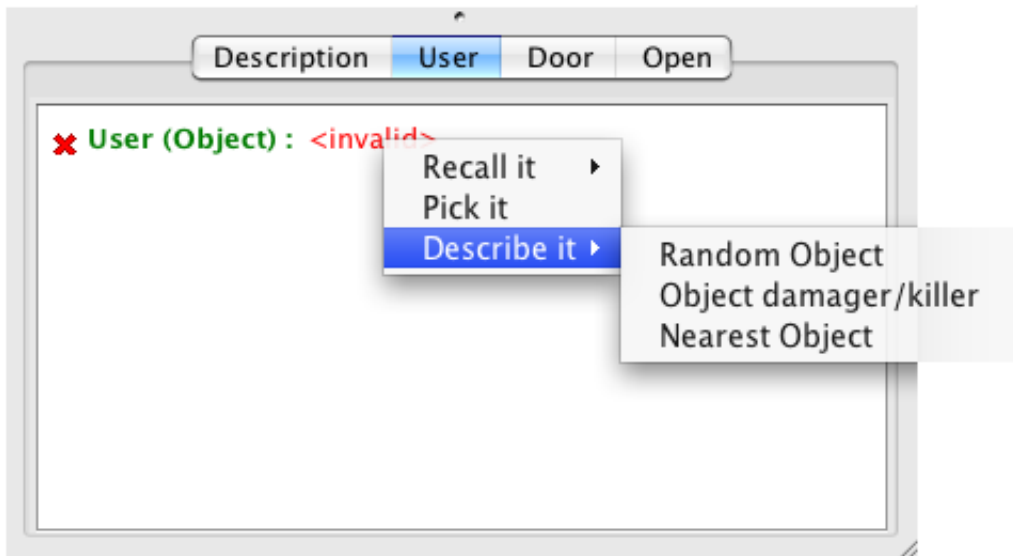 Description User Door Open
User (Object) : <invalid>
Recall it
Pick it
Describe it
Random Object
Object damager/killer
Nearest Object